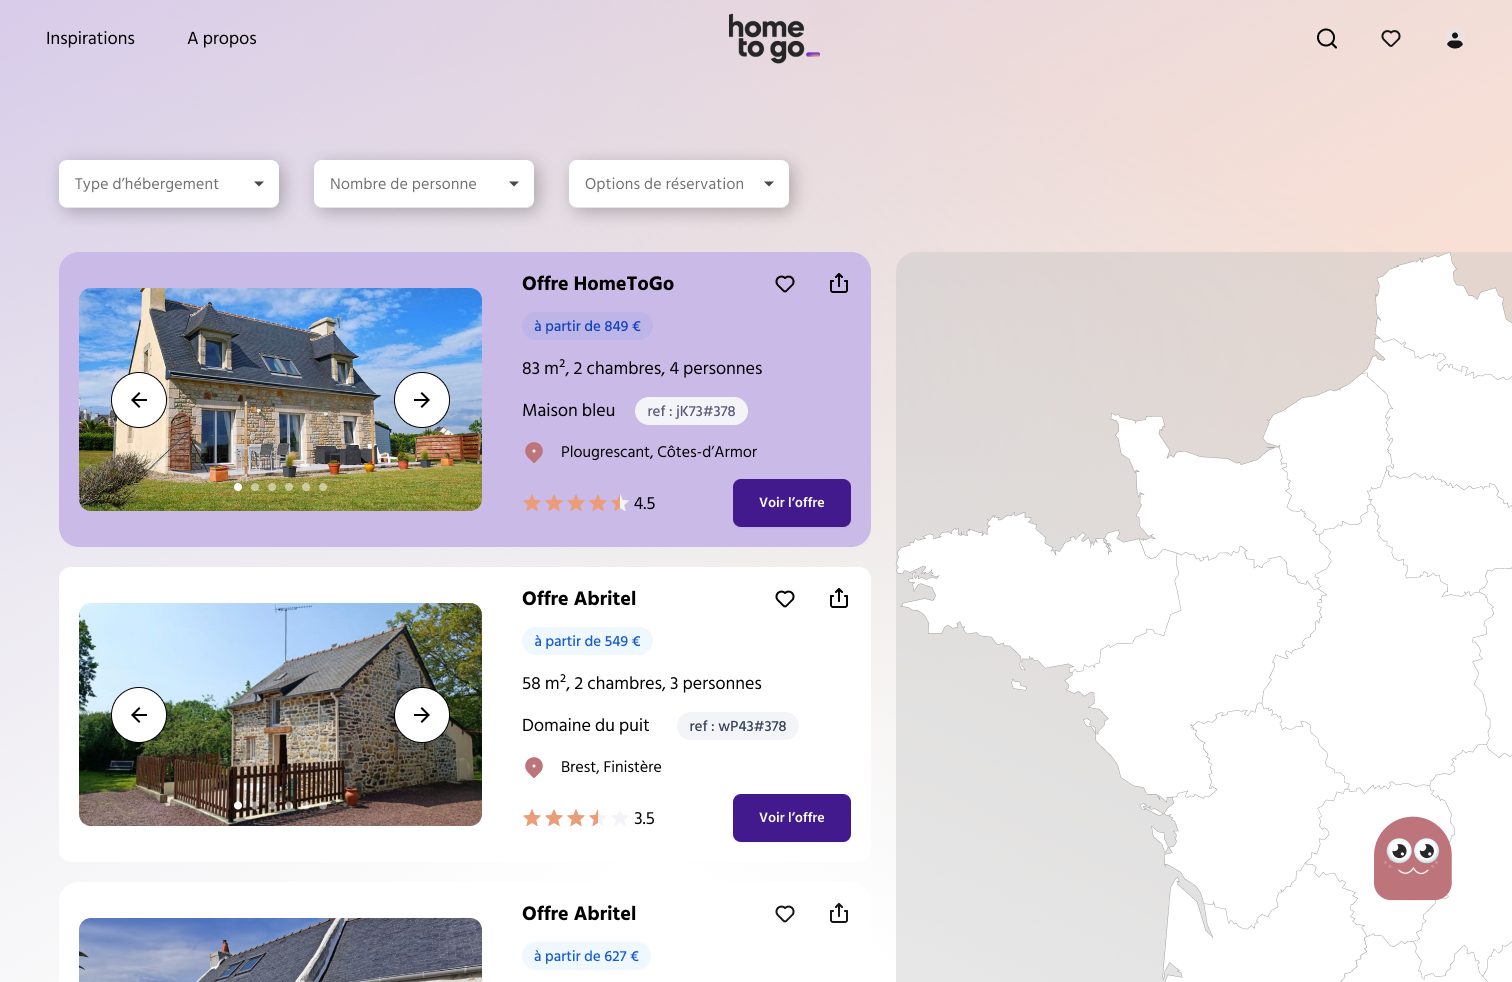 Inspirations
A propos
home
to go
Type d’hébergement
Nombre de personne
Options de réservation
Offre HomeToGo
à partir de 849 €
83 m², 2 chambres, 4 personnes
Maison bleu
ref : jK73#378
Plougrescant, Côtes-d’Armor
4.5
Voir l’offre
Offre Abritel
à partir de 549 €
58 m², 2 chambres, 3 personnes
Domaine du puit
ref : wP43#378
Brest, Finistère
3.5
Voir l’offre
Offre Abritel
à partir de 627 €